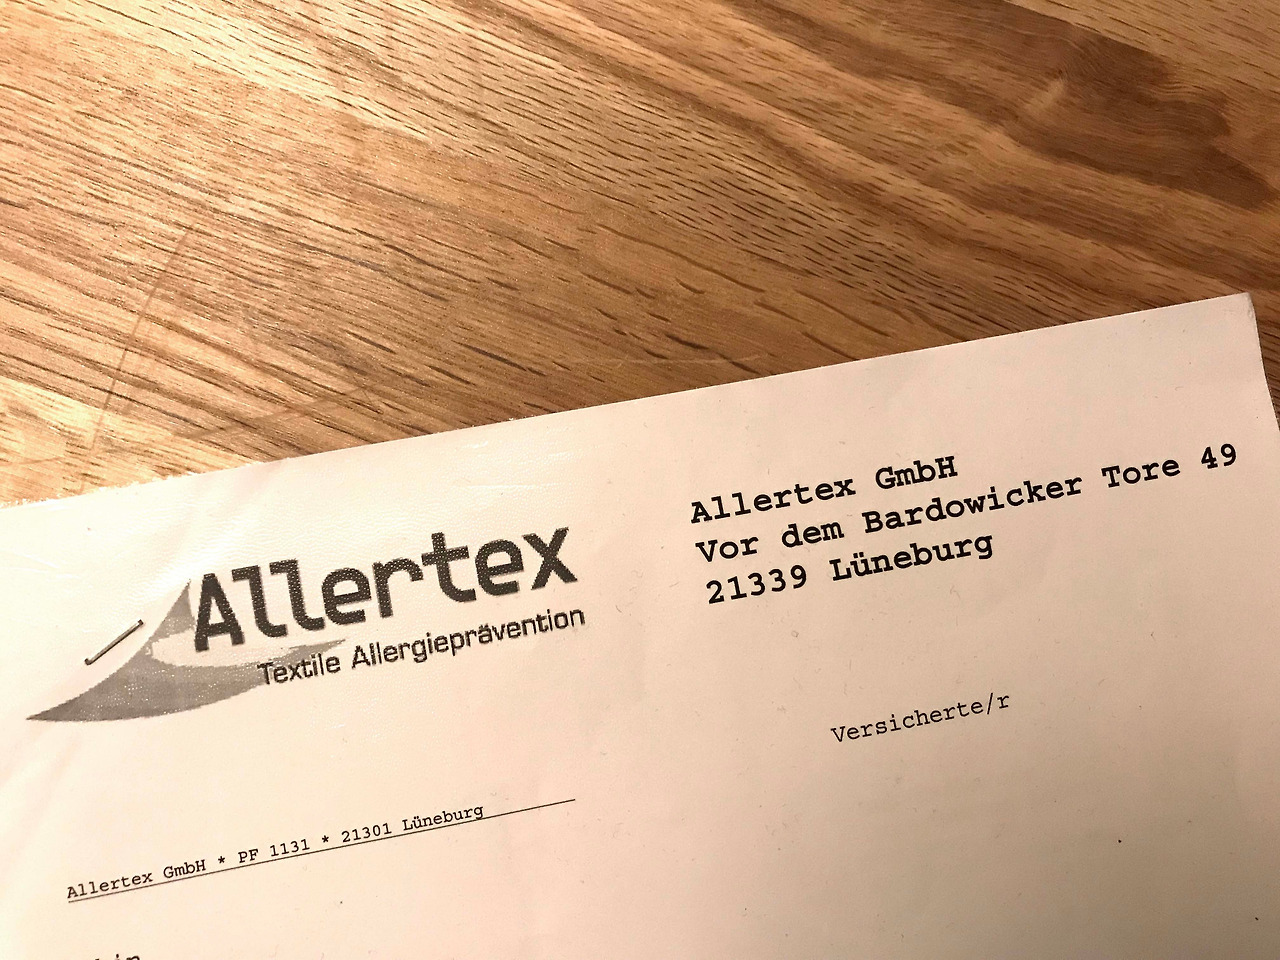 Allertex
Textile Allergieprävention
Allertex GmbH
Vor dem Bardowicker Tore 49
21339 Lüneburg
Versicherte/r
Allertex GmbH * PF 1131 * 21301 Lüneburg